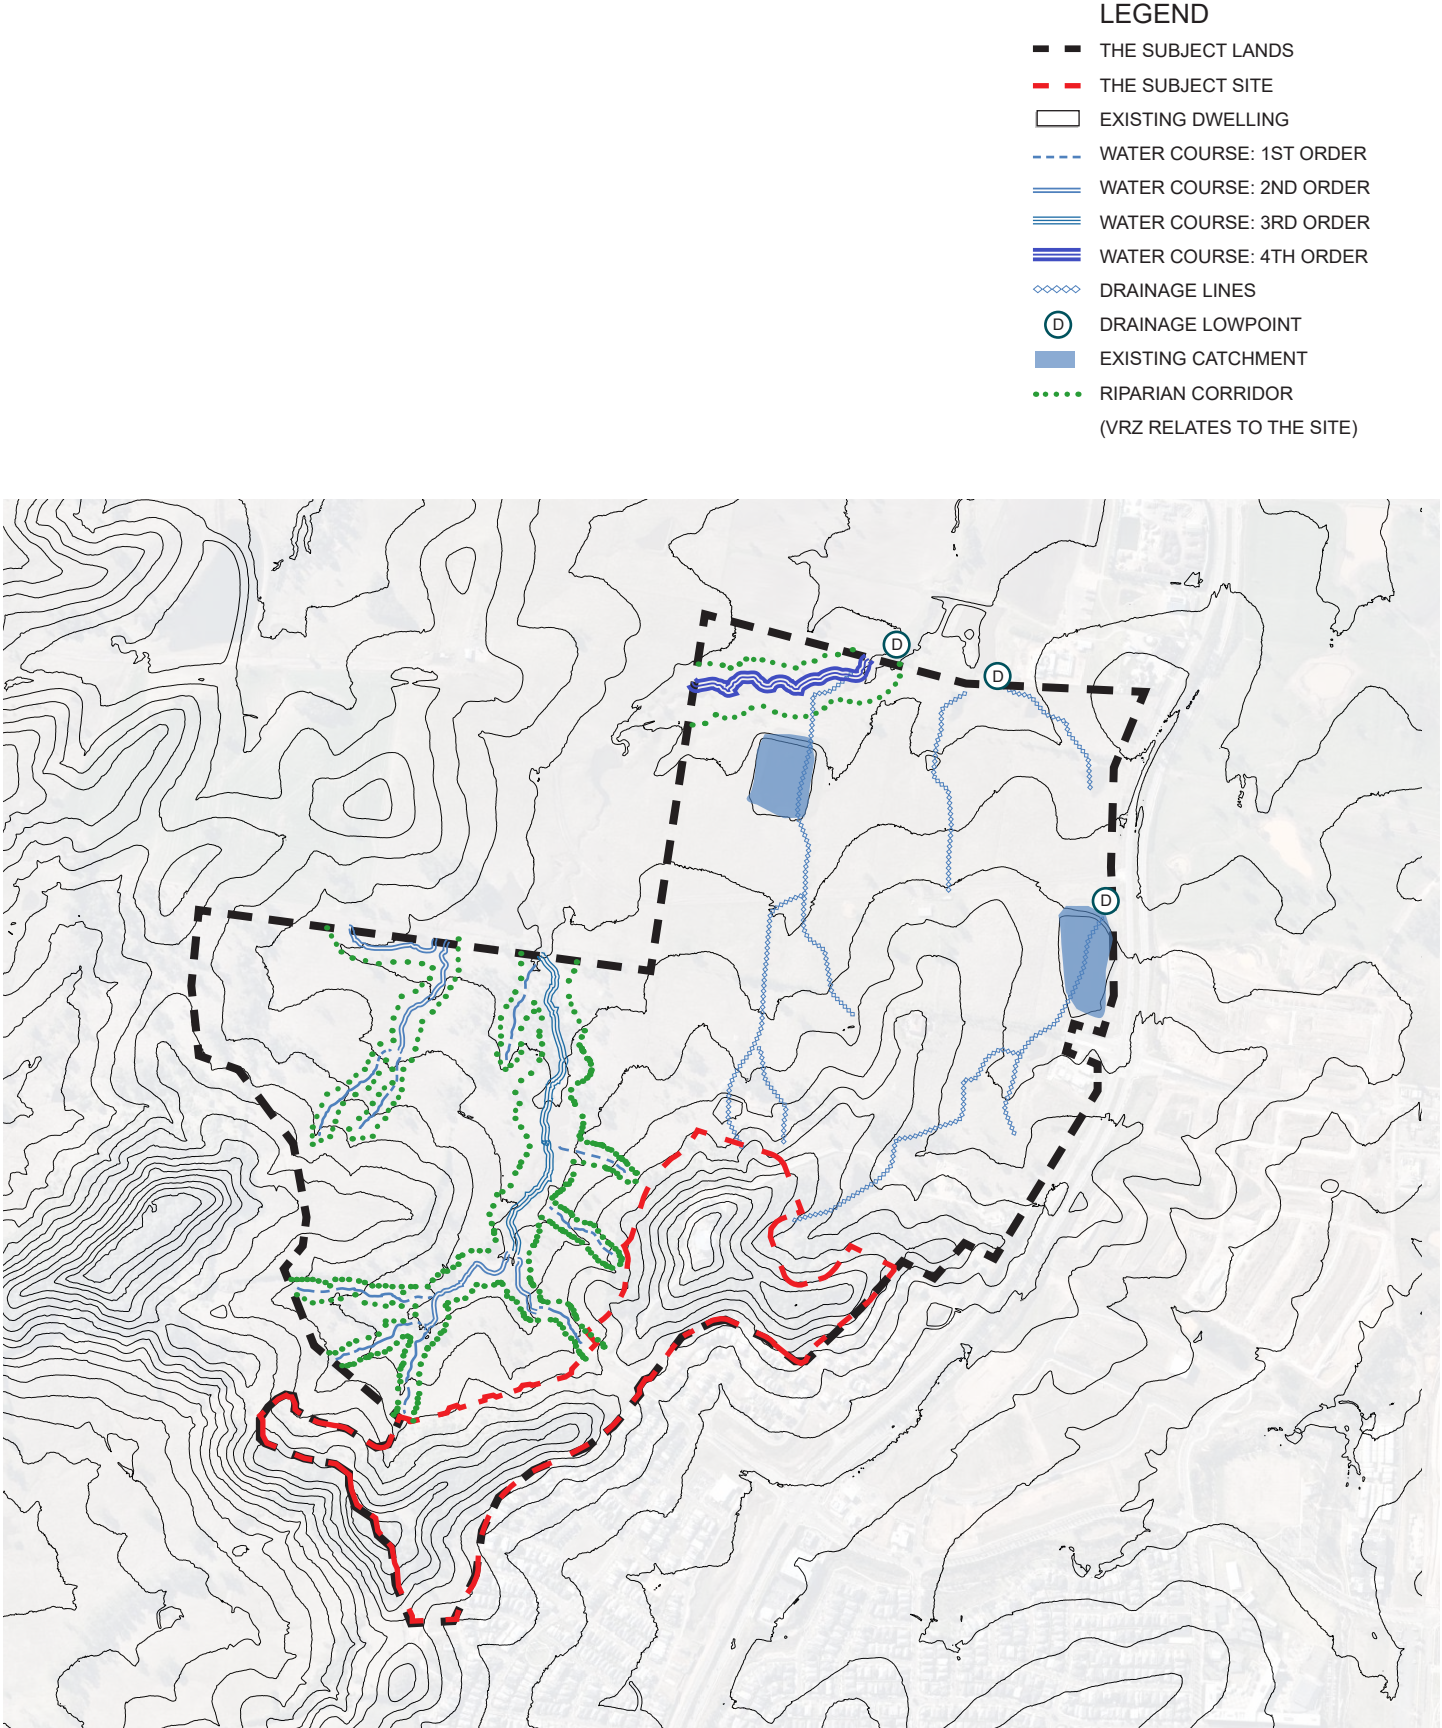 LEGEND
THE SUBJECT LANDS
THE SUBJECT SITE
EXISTING DWELLING
WATER COURSE: 1ST ORDER
WATER COURSE: 2ND ORDER
WATER COURSE: 3RD ORDER
WATER COURSE: 4TH ORDER
DRAINAGE LINES
D DRAINAGE LOWPOINT
EXISTING CATCHMENT
RIPARIAN CORRIDOR
(VRZ RELATES TO THE SITE)
D
D
D